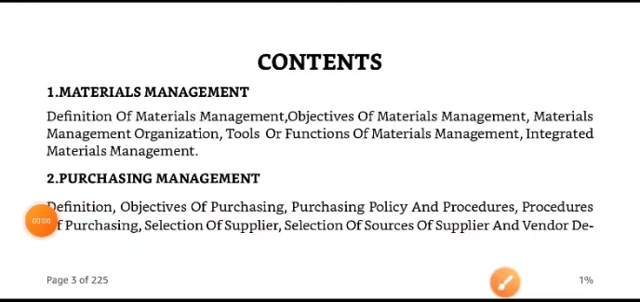 CONTENTS
1.MATERIALS MANAGEMENT
Definition Of Materials Management,Objectives Of Materials Management, Materials
Management Organization, Tools Or Functions Of Materials Management, Integrated
Materials Management.
2.PURCHASING MANAGEMENT
Definition, Objectives Of Purchasing, Purchasing Policy And Procedures, Procedures
f Purchasing, Selection Of Supplier, Selection Of Sources Of Supplier And Vendor De-
Page 3 of 225
1%